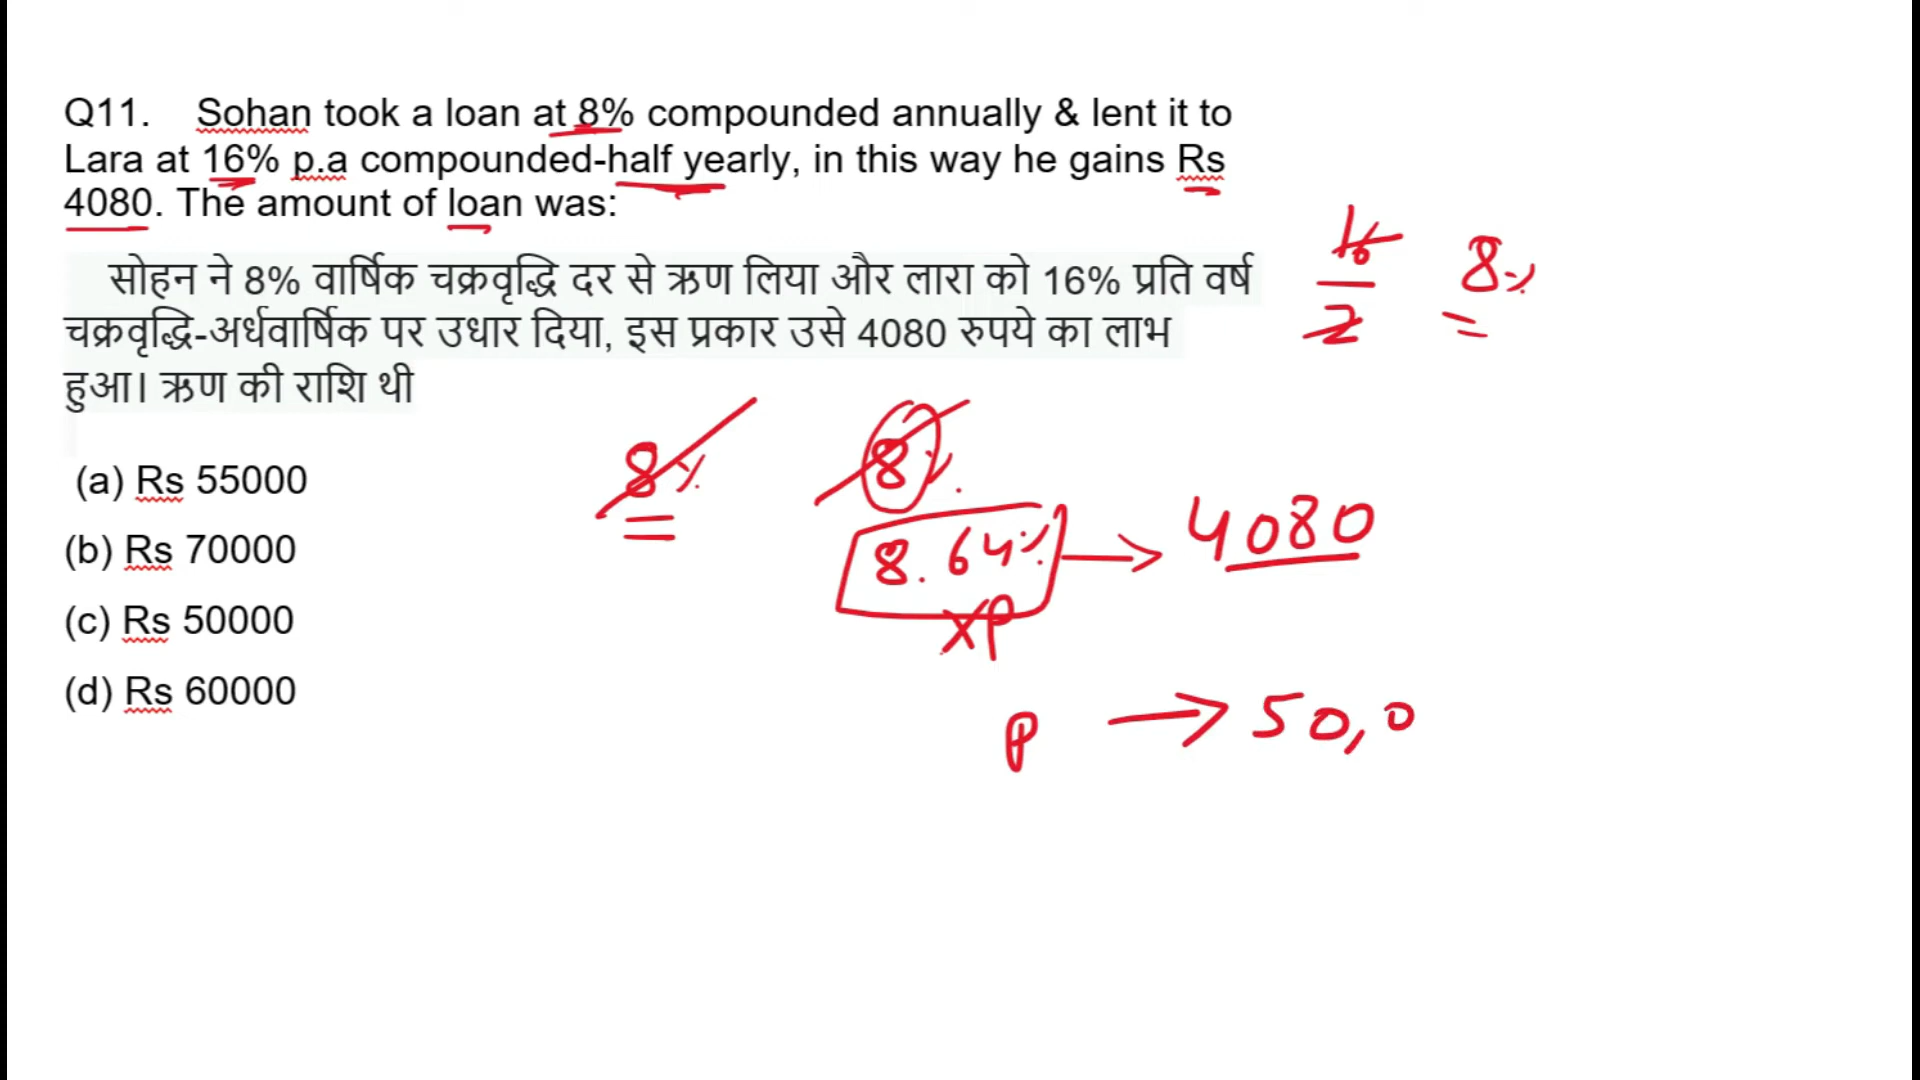 Q11. Sohan took a loan at 8% compounded annually & lent it to
Lara at 16% p.a compounded-half yearly, in this way he gains Rs
4080. The amount of loan was:
सोहन ने 8% वार्षिक चक्रवृद्धि दर से ऋण लिया और लारा को 16% प्रति वर्ष
चक्रवृद्धि-अर्धवार्षिक पर उधार दिया, इस प्रकार उसे 4080 रुपये का लाभ
हुआ। ऋण की राशि थी
(a) Rs 55000
(b) Rs 70000
(c) Rs 50000
(d) Rs 60000
16
2
8%
8%
8%.
8.64% → 4080
XP
P → 50,0